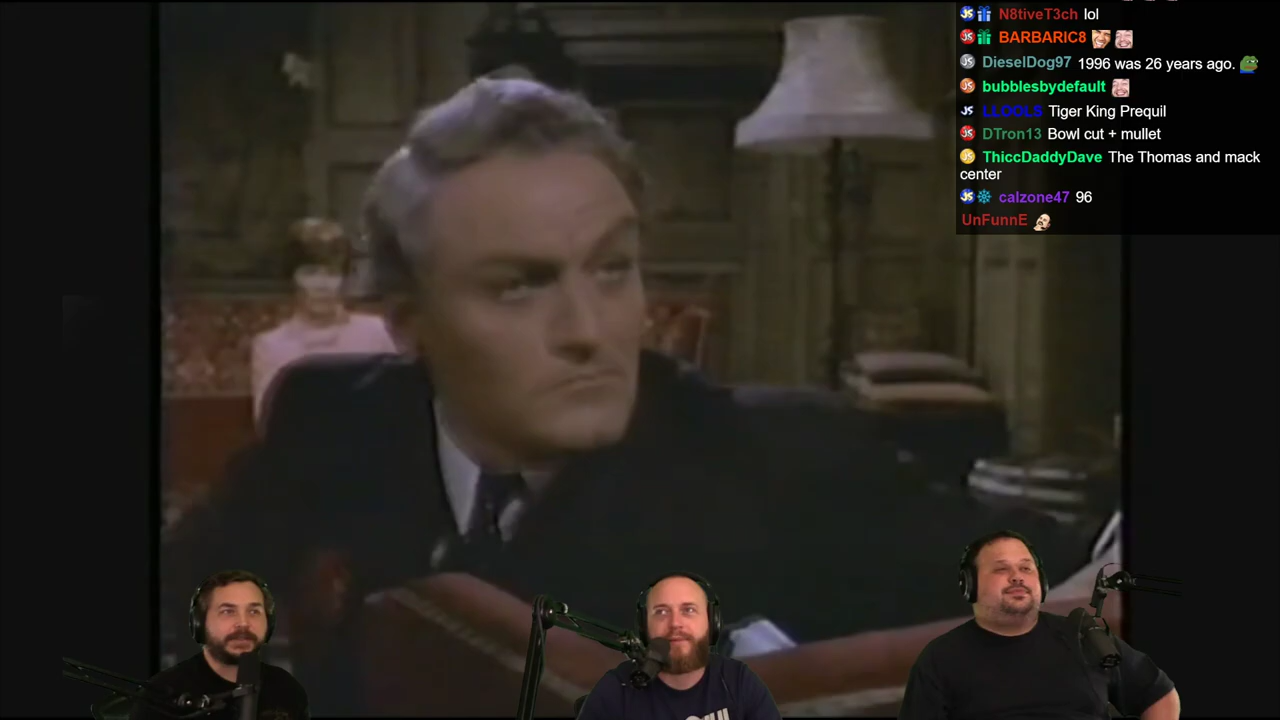 N8tiveT3ch lol
BARBARIC8
DieselDog97 1996 was 26 years ago.
bubblesbydefault
LLOOLS Tiger King Prequil
DTron13 Bowl cut + mullet
ThiccDaddyDave The Thomas and mack
center
calzone47 96
UnFunnE